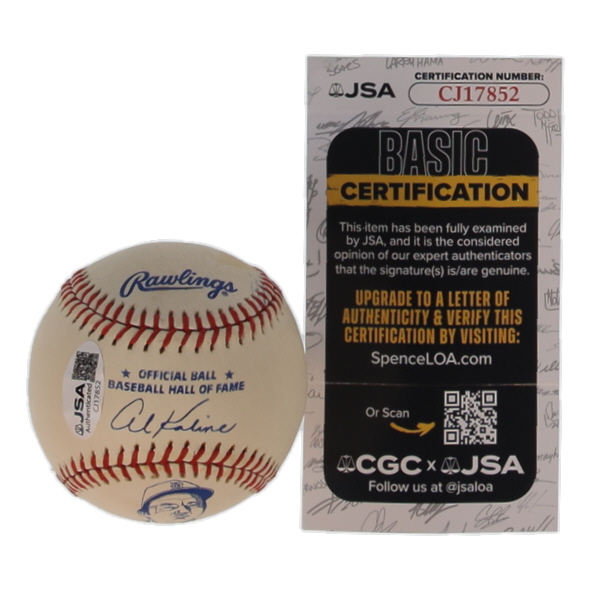 Rawlings®
★ OFFICIAL BALL ★
BASEBALL HALL OF FAME
Al Kaline
JSA
Authenticated
CJ17852
JSA
CERTIFICATION NUMBER:
CJ17852
BASIC
CERTIFICATION
This item has been fully examined
by JSA, and it is the considered
opinion of our expert authenticators
that the signature(s) is/are genuine.
UPGRADE TO A LETTER OF
AUTHENTICITY & VERIFY THIS
CERTIFICATION BY VISITING:
SpenceLOA.com
Or Scan
CGC x JSA
Follow us at @jsaloa